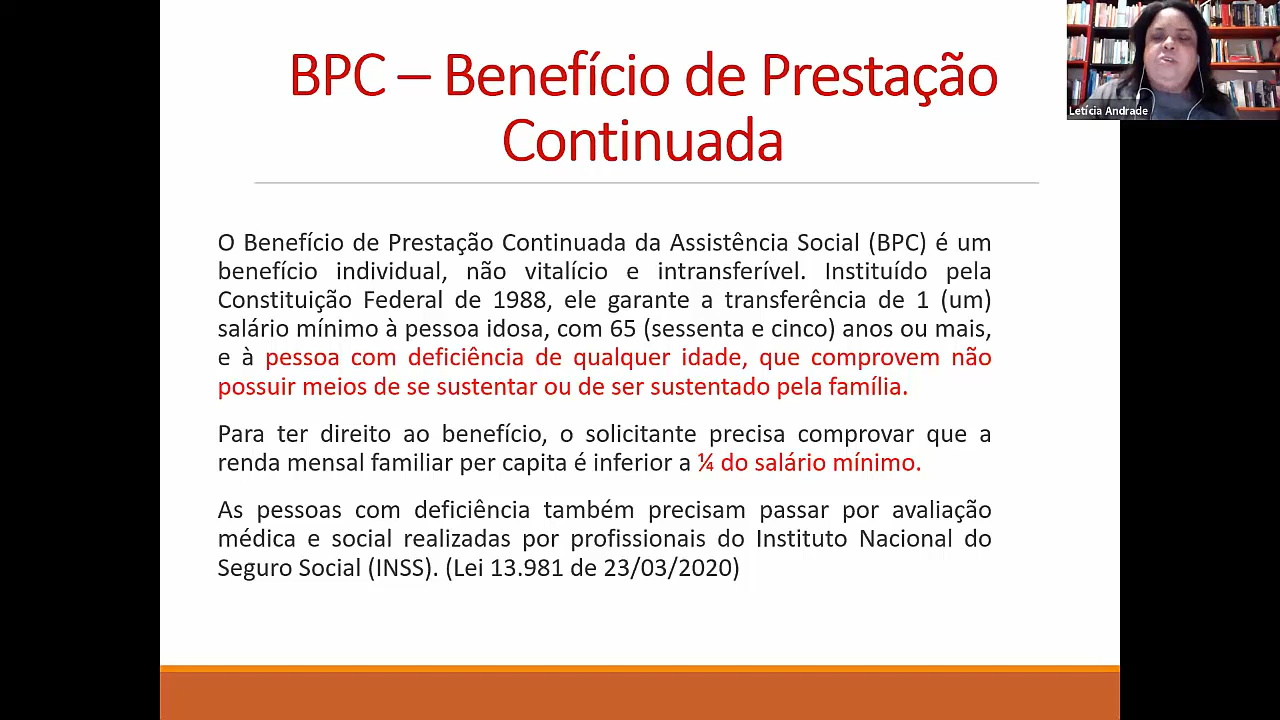 BPC – Benefício de Prestação
Continuada
Letícia Andrade
O Benefício de Prestação Continuada da Assistência Social (BPC) é um
benefício individual, não vitalício e intransferível. Instituído pela
Constituição Federal de 1988, ele garante a transferência de 1 (um)
salário mínimo à pessoa idosa, com 65 (sessenta e cinco) anos ou mais,
e à pessoa com deficiência de qualquer idade, que comprovem não
possuir meios de se sustentar ou de ser sustentado pela família.
Para ter direito ao benefício, o solicitante precisa comprovar que a
renda mensal familiar per capita é inferior a ¼ do salário mínimo.
As pessoas com deficiência também precisam passar por avaliação
médica e social realizadas por profissionais do Instituto Nacional do
Seguro Social (INSS). (Lei 13.981 de 23/03/2020)